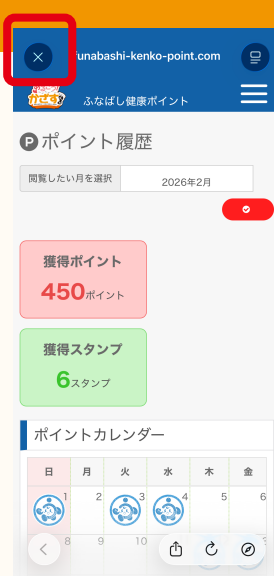 funabashi-kenko-point.com
ふなばし健康ポイント
P ポイント履歴
閲覧したい月を選択 2026年2月
獲得ポイント
450ポイント
獲得スタンプ
6スタンプ
ポイントカレンダー
日 月 火 水 木 金
1 2 3 4 5 6
8 9 10